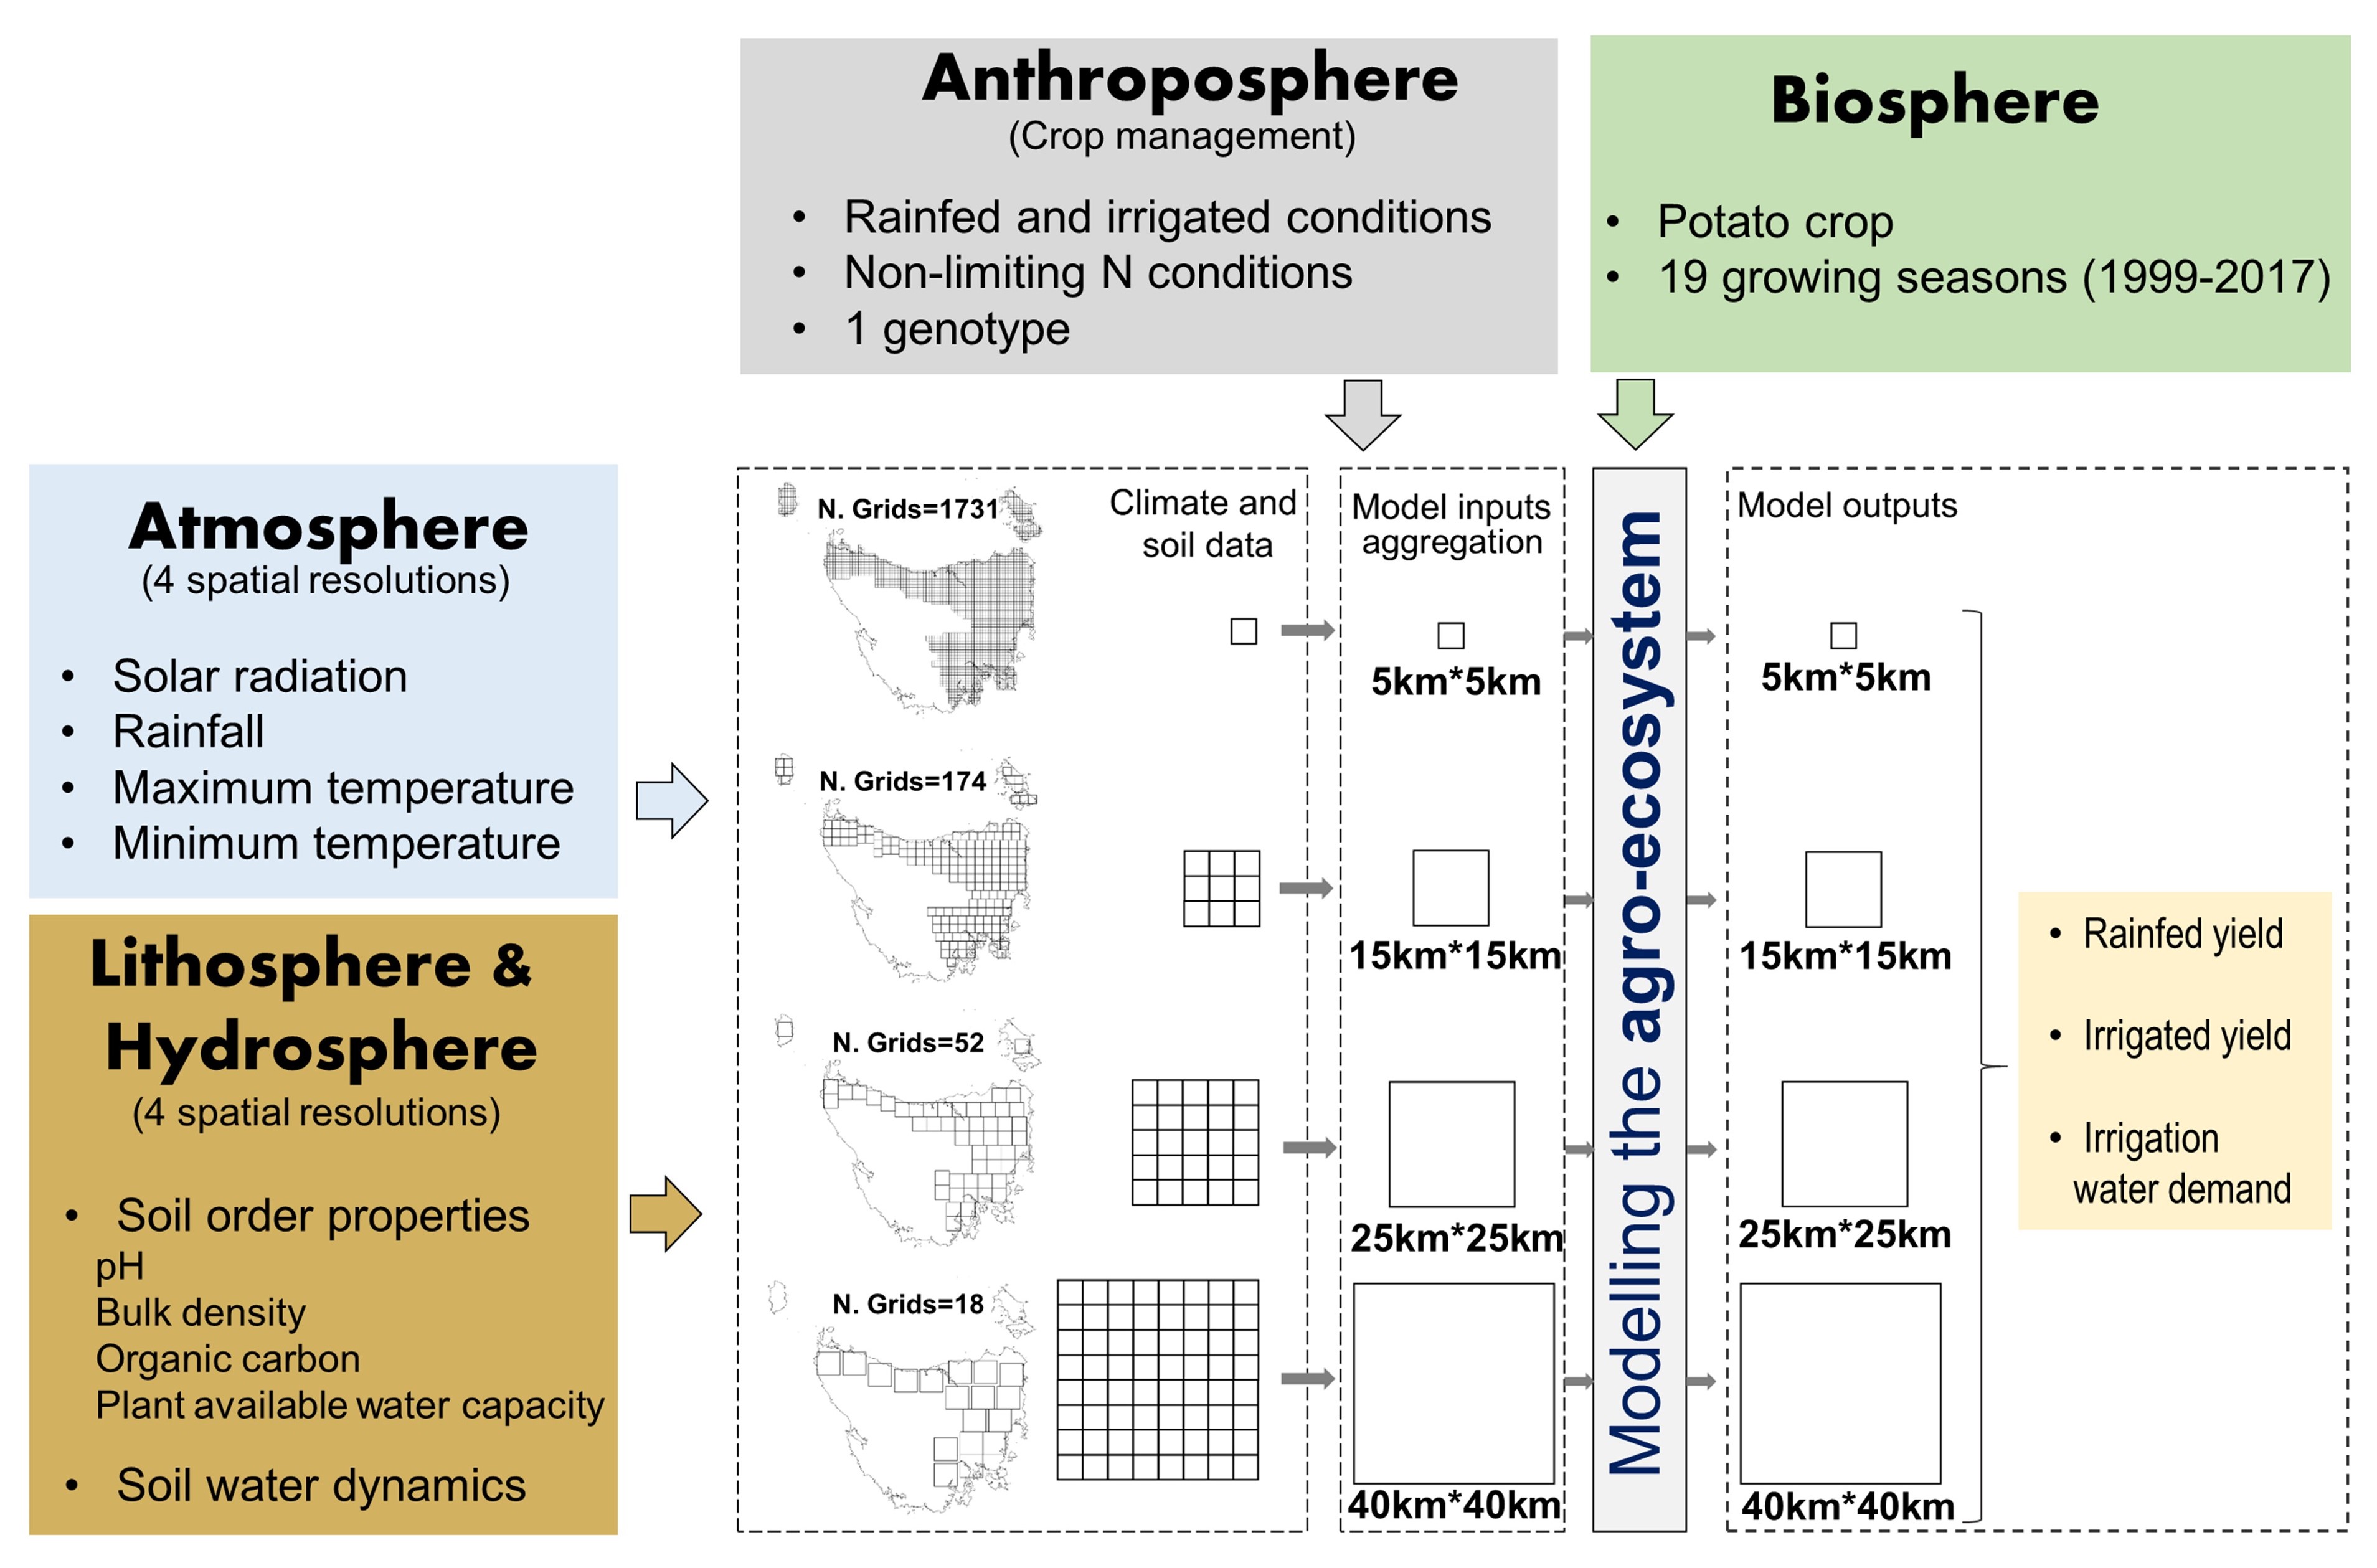 Anthroposphere
(Crop management)
• Rainfed and irrigated conditions
• Non-limiting N conditions
• 1 genotype
Biosphere
• Potato crop
• 19 growing seasons (1999-2017)
Atmosphere
(4 spatial resolutions)
• Solar radiation
• Rainfall
• Maximum temperature
• Minimum temperature
Lithosphere &
Hydrosphere
(4 spatial resolutions)
• Soil order properties
pH
Bulk density
Organic carbon
Plant available water capacity
• Soil water dynamics
N. Grids=1731
Climate and
soil data
N. Grids=174
N. Grids=52
N. Grids=18
Model inputs
aggregation
5km*5km
15km*15km
25km*25km
40km*40km
Modelling the agro-ecosystem
Model outputs
5km*5km
15km*15km
25km*25km
40km*40km
• Rainfed yield
• Irrigated yield
• Irrigation
water demand